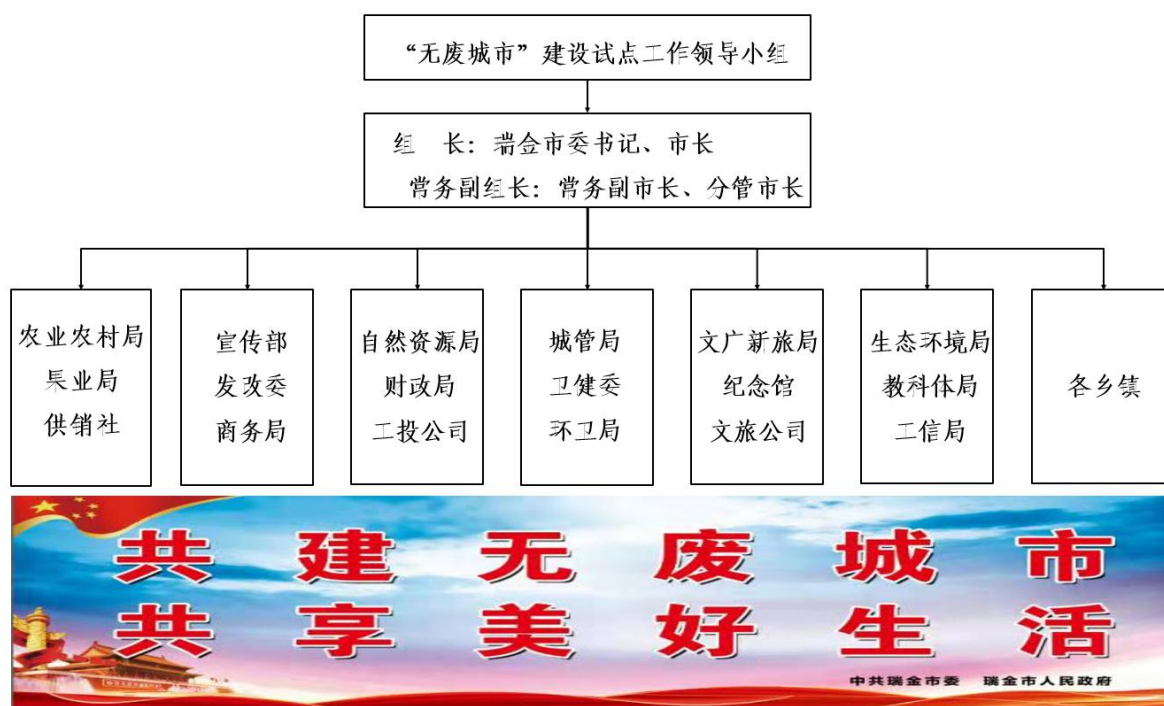 “无废城市”建设试点工作领导小组
组 长：瑞金市委书记、市长
常务副组长：常务副市长、分管市长
农业农村局
果业局
供销社
宣传部
发改委
商务局
自然资源局
财政局
工投公司
城管局
卫健委
环卫局
文广新旅局
纪念馆
文旅公司
生态环境局
教科体局
工信局
各乡镇
共建无废城市
共享美好生活
中共瑞金市委 瑞金市人民政府